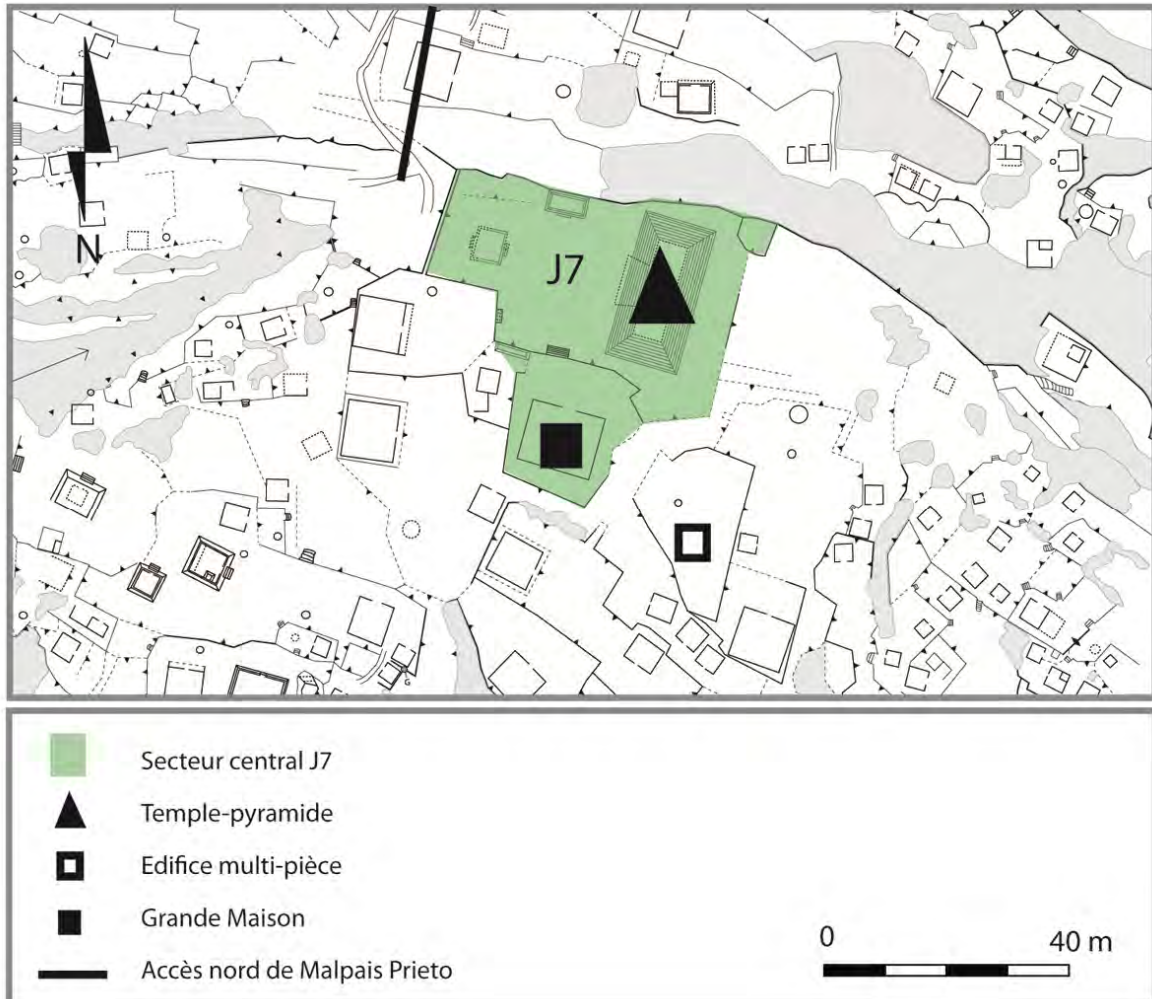 N
J7
Secteur central J7
Temple-pyramide
Edifice multi-pièce
Grande Maison
Accès nord de Malpais Prieto
0 40 m